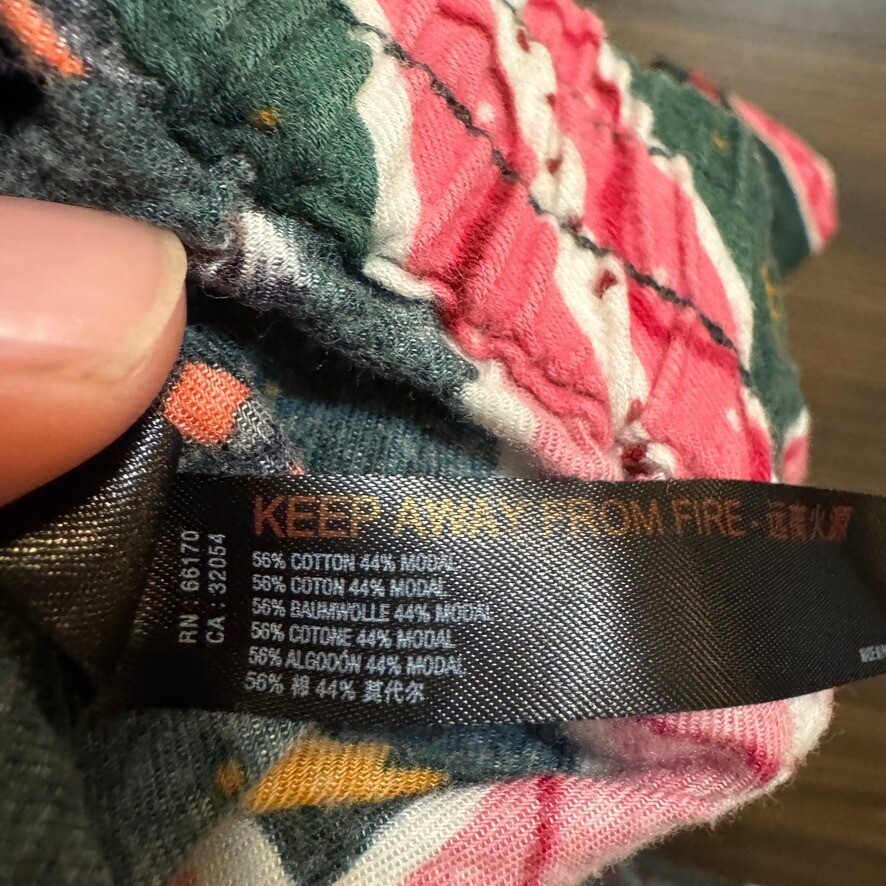 KEEP AWAY FROM FIRE - 远离火源
RN : 66170
CA : 32054
56% COTTON 44% MODAL
56% COTON 44% MODAL
56% BAUMWOLLE 44% MODAL
56% COTONE 44% MODAL
56% ALGODÓN 44% MODAL
56% 棉 44% 莫代尔